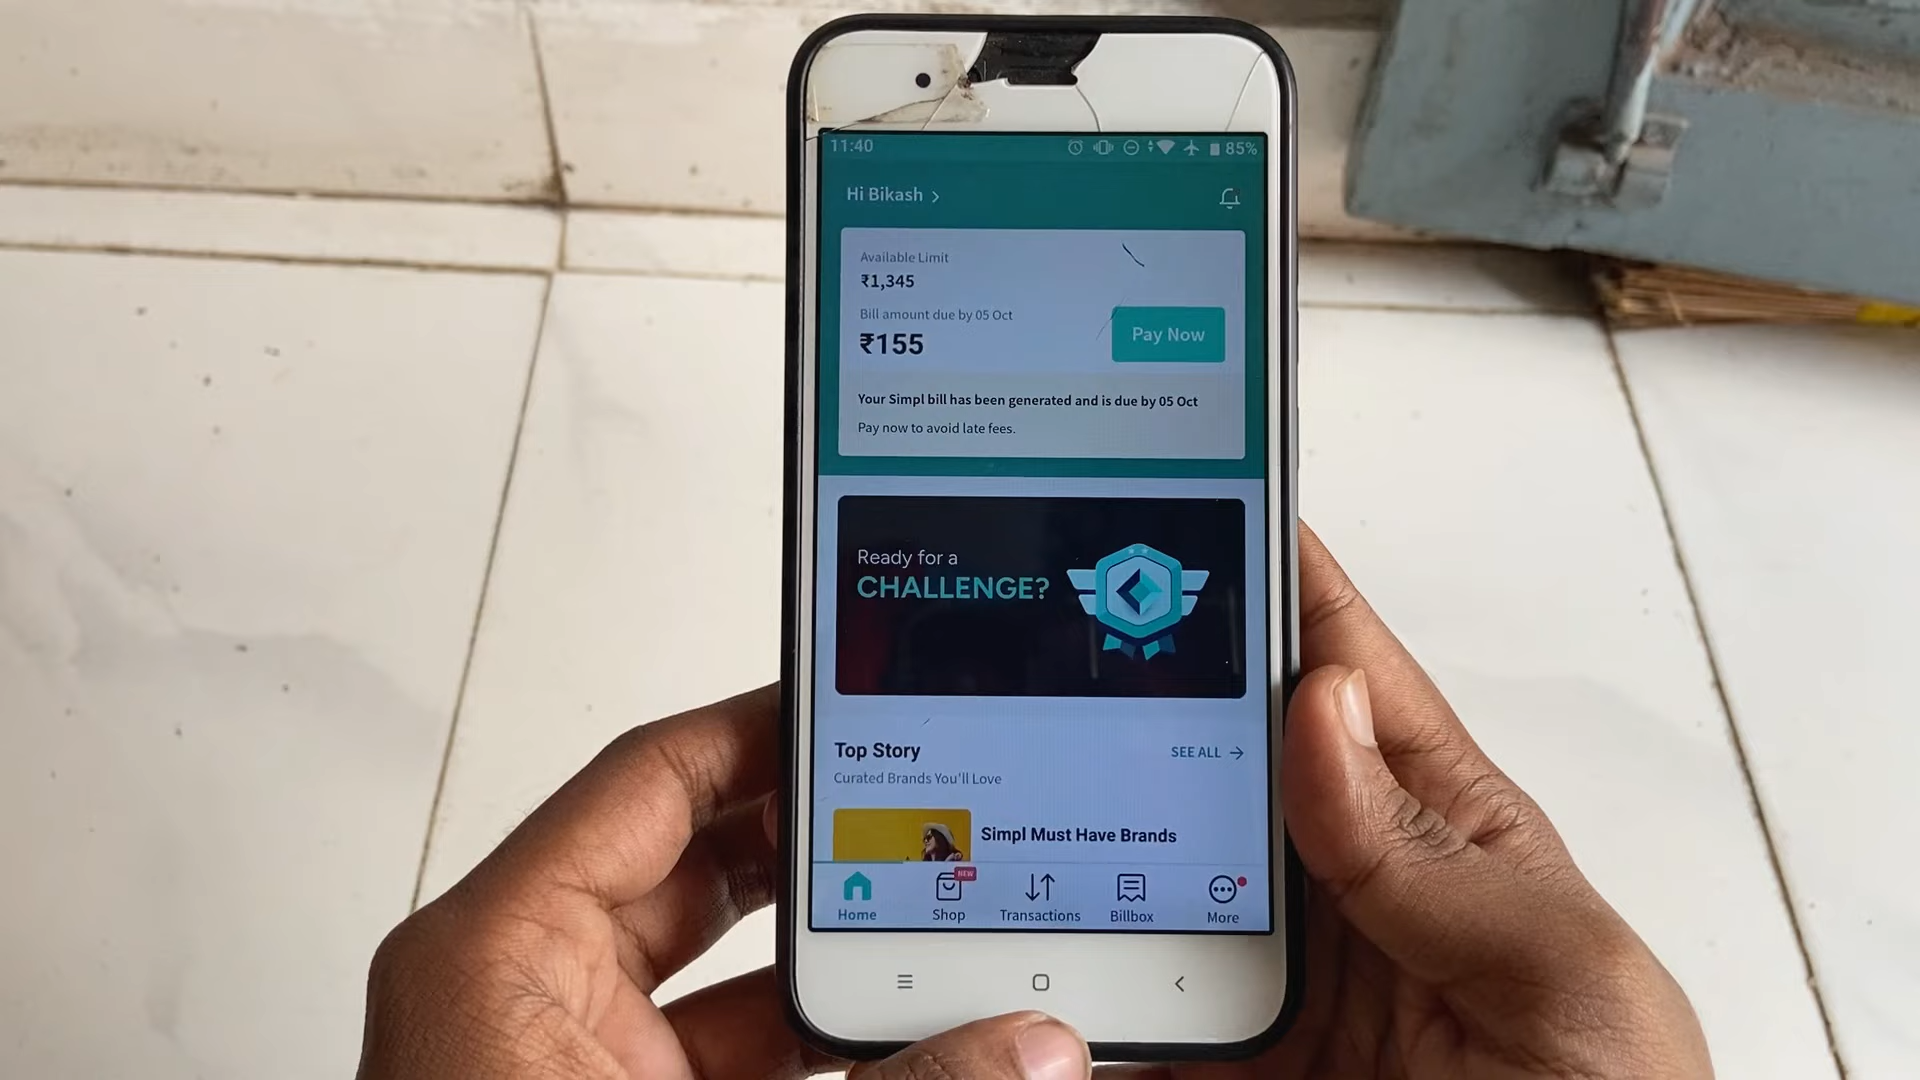 11:40
85%
Hi Bikash
Available Limit
₹1,345
Bill amount due by 05 Oct
₹155
Pay Now
Your Simpl bill has been generated and is due by 05 Oct
Pay now to avoid late fees.
Ready for a
CHALLENGE?
Top Story
SEE ALL
Curated Brands You'll Love
Simpl Must Have Brands
NEW
Home
Shop
Transactions
Billbox
More